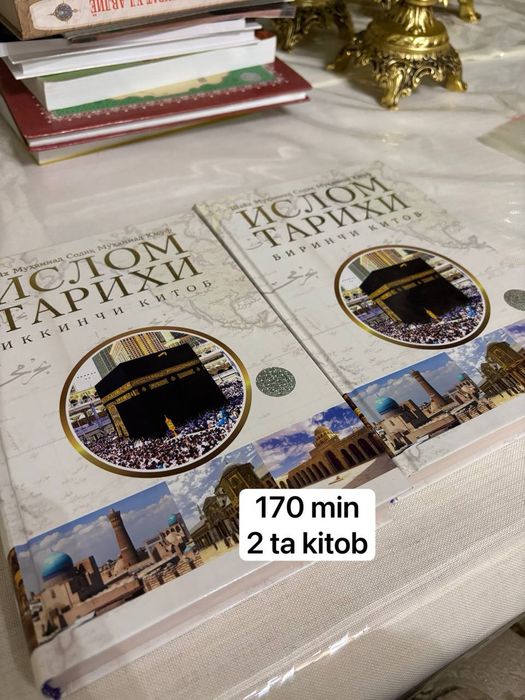 Шайх Муҳаммад Содиқ Муҳаммад Юсуф
ИСЛОМ
ТАРИХИ
ИККИНЧИ КИТОБ
Шайх Муҳаммад Содиқ Муҳаммад Юсуф
ИСЛОМ
ТАРИХИ
БИРИНЧИ КИТОБ
170 min
2 ta kitob